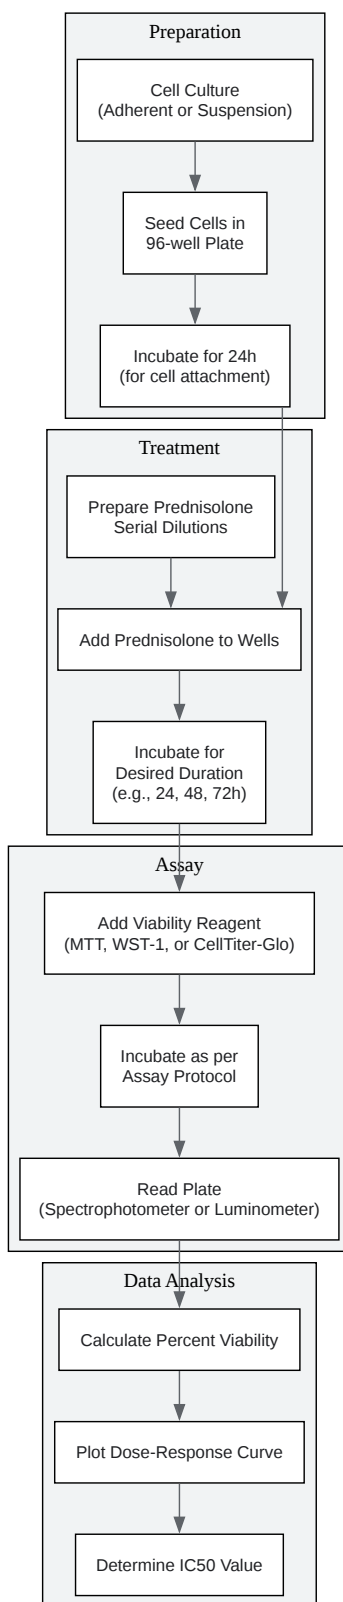 Preparation
Cell Culture
(Adherent or Suspension)
Seed Cells in
96-well Plate
Incubate for 24h
(for cell attachment)
Treatment
Prepare Prednisolone
Serial Dilutions
Add Prednisolone to Wells
Incubate for
Desired Duration
(e.g., 24, 48, 72h)
Assay
Add Viability Reagent
(MTT, WST-1, or CellTiter-Glo)
Incubate as per
Assay Protocol
Read Plate
(Spectrophotometer or Luminometer)
Data Analysis
Calculate Percent Viability
Plot Dose-Response Curve
Determine IC50 Value